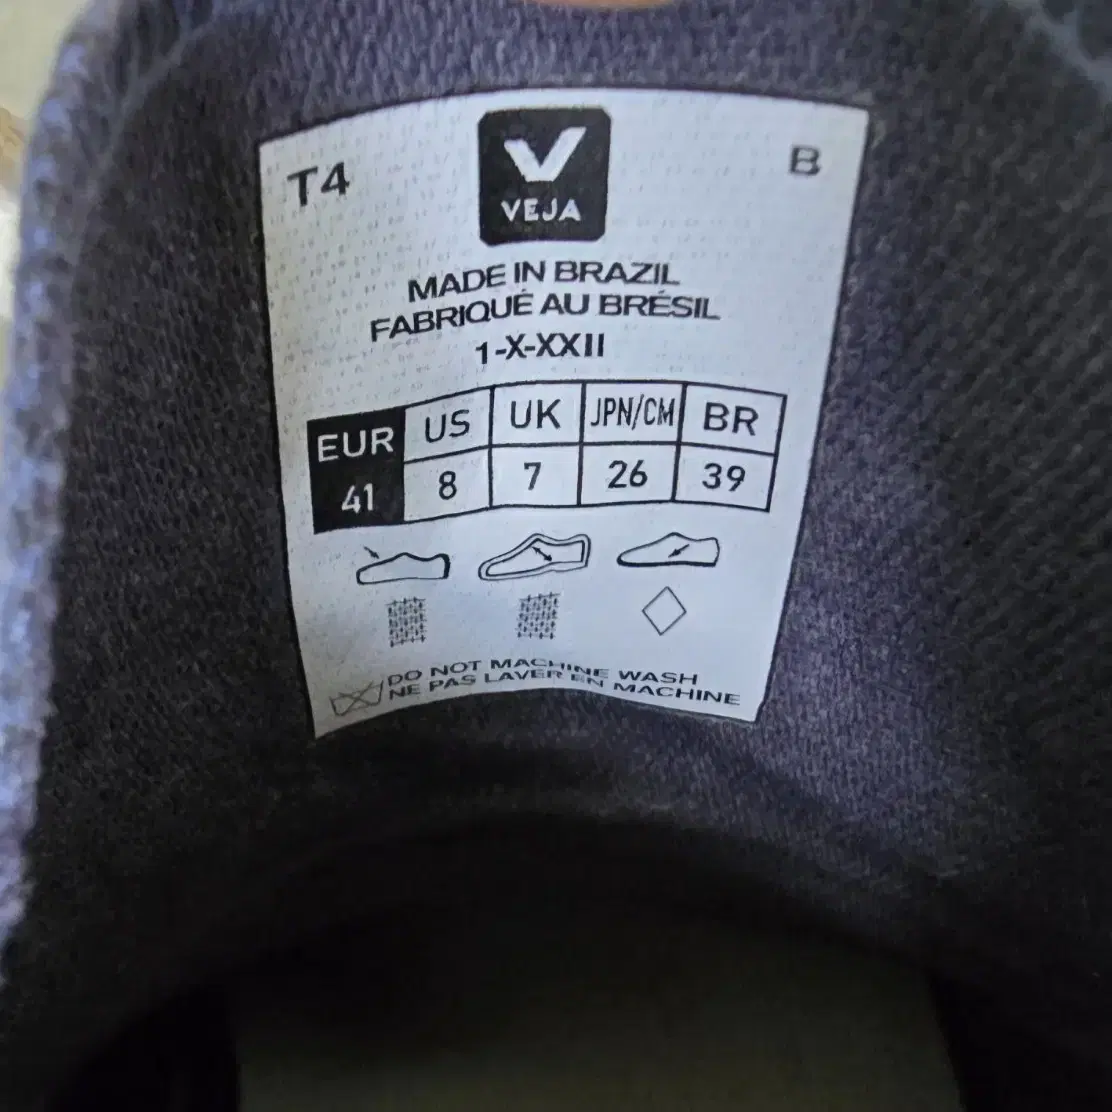 T4
VEJA
B
MADE IN BRAZIL
FABRIQUÉ AU BRÉSIL
1-X-XXII
EUR US UK JPN/CM BR
41 8 7 26 39
DO NOT MACHINE WASH
NE PAS LAVER EN MACHINE